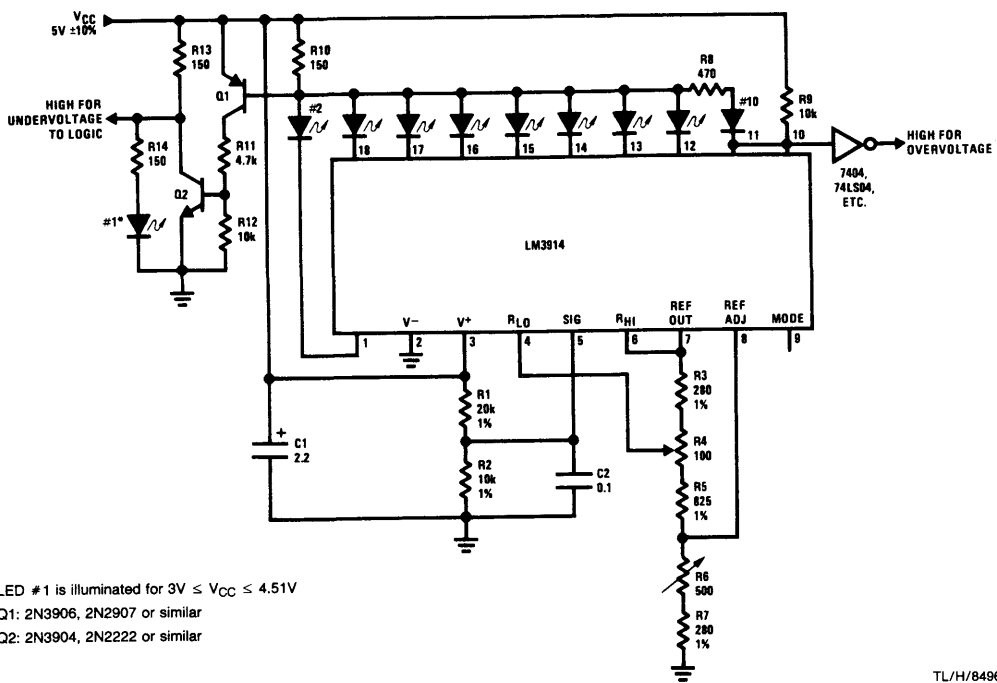 VCC
5V ±10%
R13
150
R10
150
Q1
HIGH FOR
UNDERVOLTAGE
TO LOGIC
R14
150
R11
4.7k
Q2
#1*
R12
10k
#2
R8
470
#10
R9
10k
18
17
16
15
14
13
12
11
10
HIGH FOR
OVERVOLTAGE
7404,
74LS04,
ETC.
LM3914
V−
V+
RLO
SIG
RHI
REF
OUT
REF
ADJ
MODE
1
2
3
4
5
6
7
8
9
R1
20k
1%
R3
280
1%
C1
2.2
+
R2
10k
1%
C2
0.1
R4
100
R5
825
1%
R6
500
R7
280
1%
LED #1 is illuminated for 3V ≤ VCC ≤ 4.51V
Q1: 2N3906, 2N2907 or similar
Q2: 2N3904, 2N2222 or similar
TL/H/8496